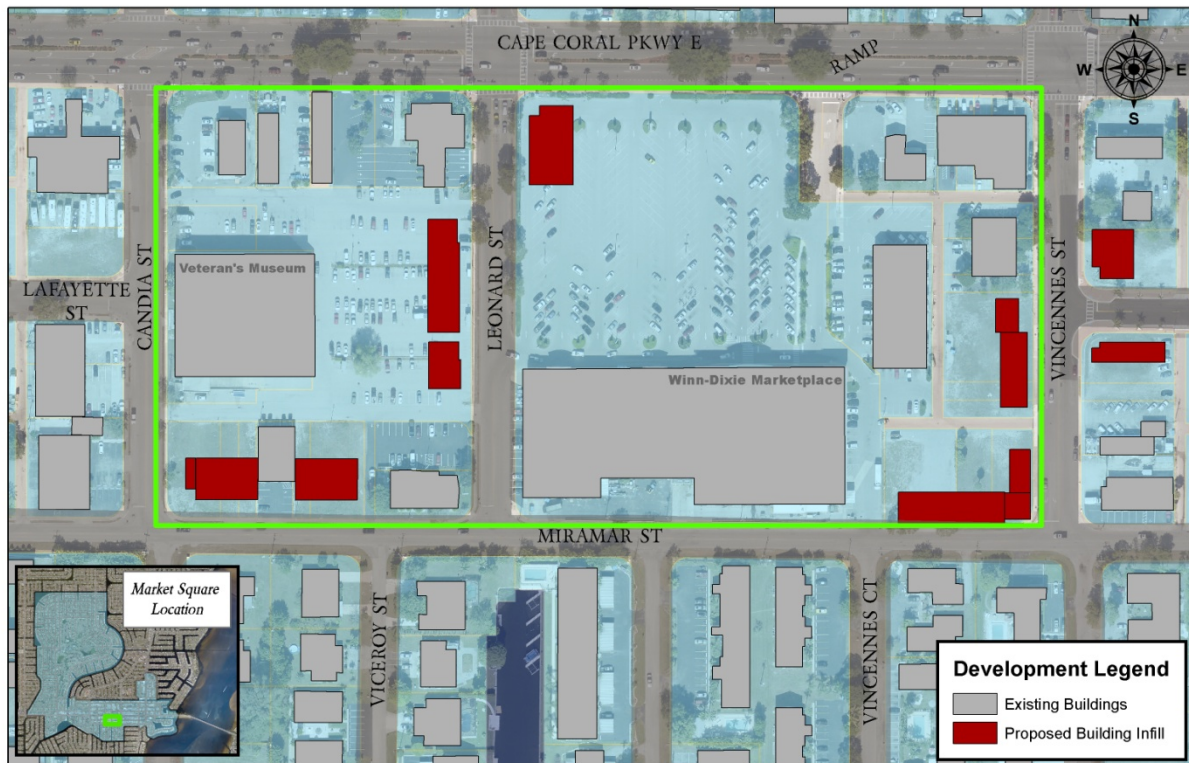 CAPE CORAL PKWY E
RAMP
N
W
E
S
Veteran's Museum
LAFAYETTE
ST
CANDIA ST
LEONARD ST
VINCENNES ST
Winn-Dixie Marketplace
MIRAMAR ST
Market Square
Location
VICEROY ST
VINCENNES CT
Development Legend
Existing Buildings
Proposed Building Infill